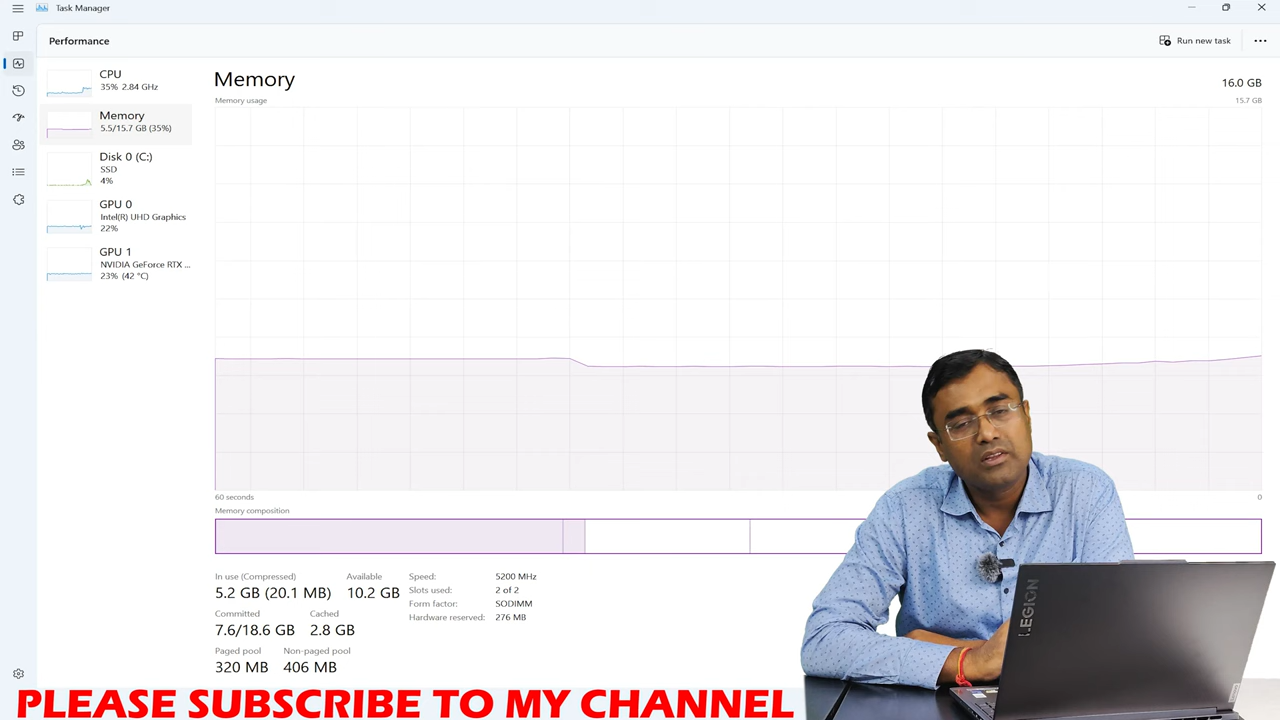 Task Manager
Performance
Run new task
CPU
35% 2.84 GHz
Memory
5.5/15.7 GB (35%)
Disk 0 (C:)
SSD
4%
GPU 0
Intel(R) UHD Graphics
22%
GPU 1
NVIDIA GeForce RTX ...
23% (42 °C)
Memory
16.0 GB
Memory usage
15.7 GB
60 seconds
0
Memory composition
In use (Compressed)
5.2 GB (20.1 MB)
Available
10.2 GB
Committed
7.6/18.6 GB
Cached
2.8 GB
Paged pool
320 MB
Non-paged pool
406 MB
Speed: 5200 MHz
Slots used: 2 of 2
Form factor: SODIMM
Hardware reserved: 276 MB
LEGION
PLEASE SUBSCRIBE TO MY CHANNEL